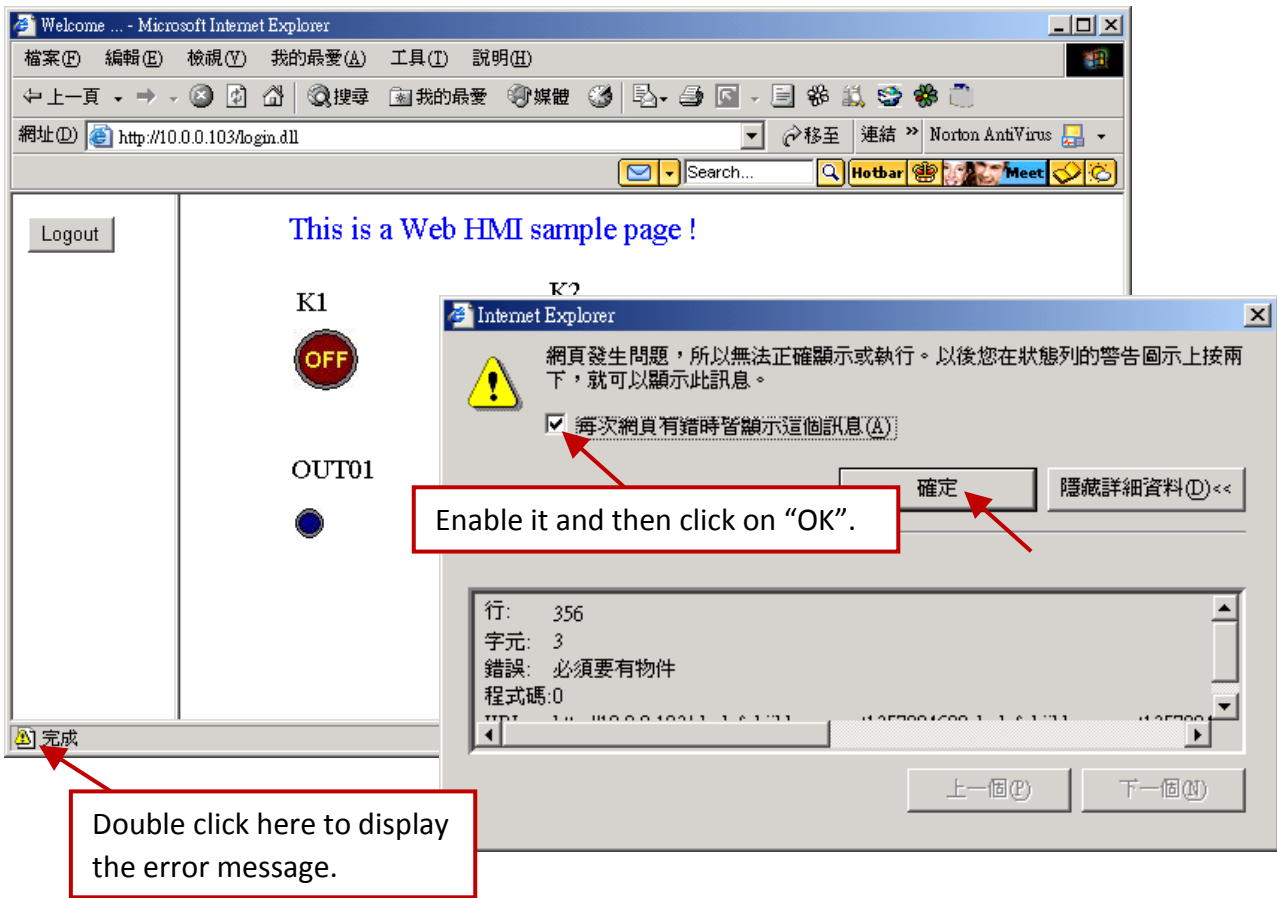 Welcome ... - Microsoft Internet Explorer
檔案(F) 編輯(E) 檢視(V) 我的最愛(A) 工具(T) 說明(H)
上一頁 搜尋 我的最愛 媒體
網址(D) http://10.0.0.103/login.dll 移至 連結 » Norton AntiVirus
Search... Hotbar Meet
Logout
This is a Web HMI sample page !
K1 K2
OFF
OUT01
Internet Explorer
網頁發生問題，所以無法正確顯示或執行。以後您在狀態列的警告圖示上按兩
下，就可以顯示此訊息。
每次網頁有錯時皆顯示這個訊息(A)
確定 隱藏詳細資料(D)<<
Enable it and then click on “OK”.
行: 356
字元: 3
錯誤: 必須要有物件
程式碼:0
上一個(P) 下一個(N)
完成
Double click here to display
the error message.